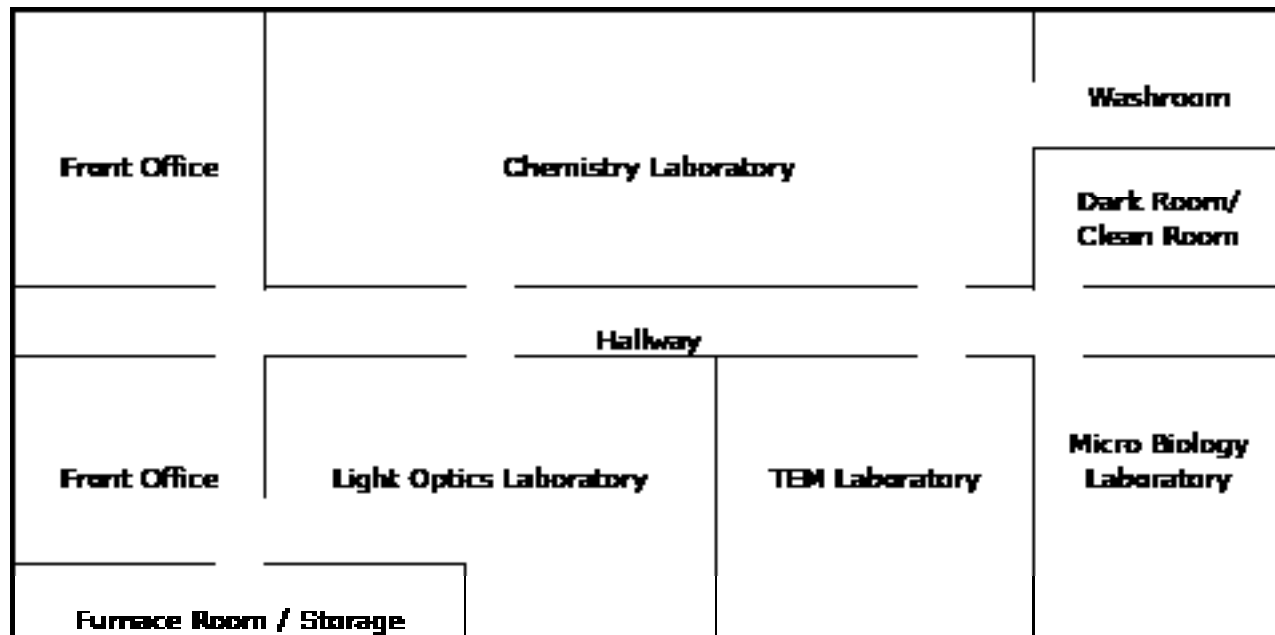 Washroom
Front Office
Chemistry Laboratory
Dark Room/
Clean Room
Hallway
Micro Biology
Laboratory
Front Office
Light Optics Laboratory
TEM Laboratory
Furnace Room / Storage